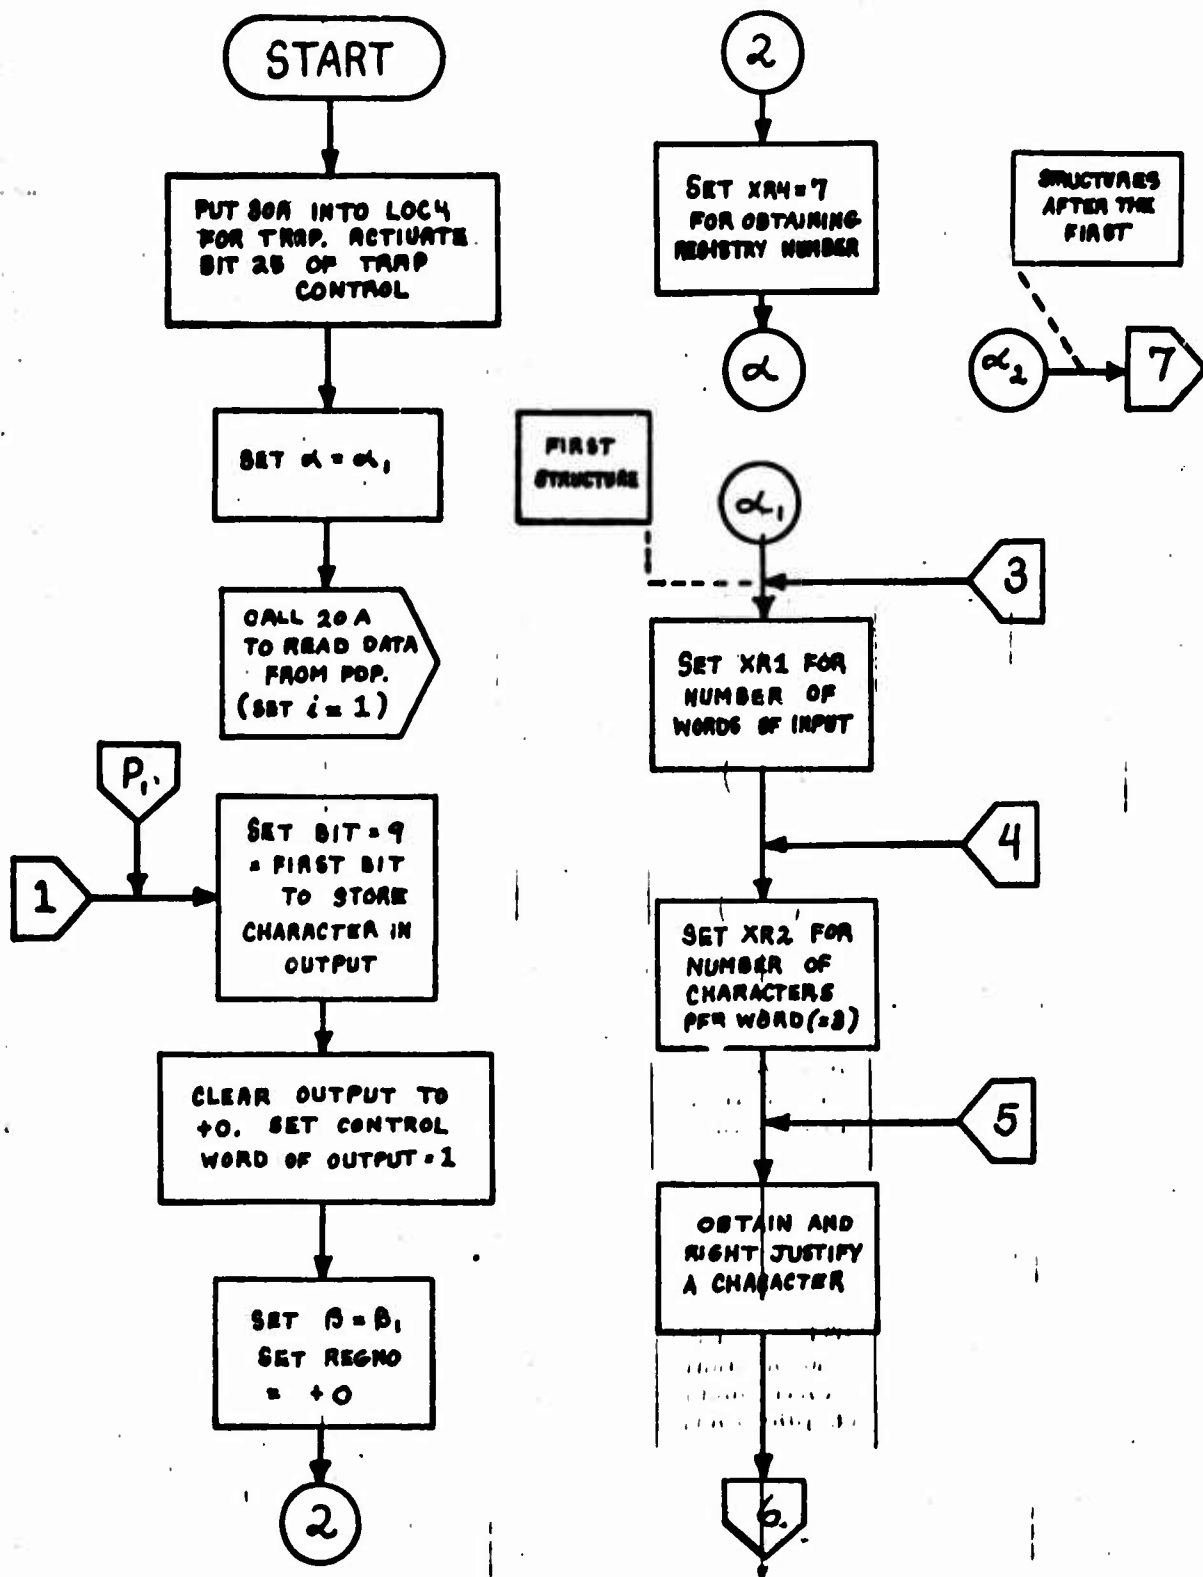 START
PUT 80A INTO LOC 4
FOR TRAP. ACTIVATE
BIT 25 OF TRAP
CONTROL
SET α = α₁
CALL 20A
TO READ DATA
FROM PDP.
(SET i = 1)
P₁.
1
SET BIT = 9
= FIRST BIT
TO STORE
CHARACTER IN
OUTPUT
CLEAR OUTPUT TO
+0. SET CONTROL
WORD OF OUTPUT = 1
SET β = β₁
SET REGNO
= +0
2
2
SET XR4 = 7
FOR OBTAINING
REGISTRY NUMBER
α
STRUCTURES
AFTER THE
FIRST
α₂
7
FIRST
STRUCTURE
α₁
3
SET XR1 FOR
NUMBER OF
WORDS OF INPUT
4
SET XR2 FOR
NUMBER OF
CHARACTERS
PER WORD (=3)
5
OBTAIN AND
RIGHT JUSTIFY
A CHARACTER
6.